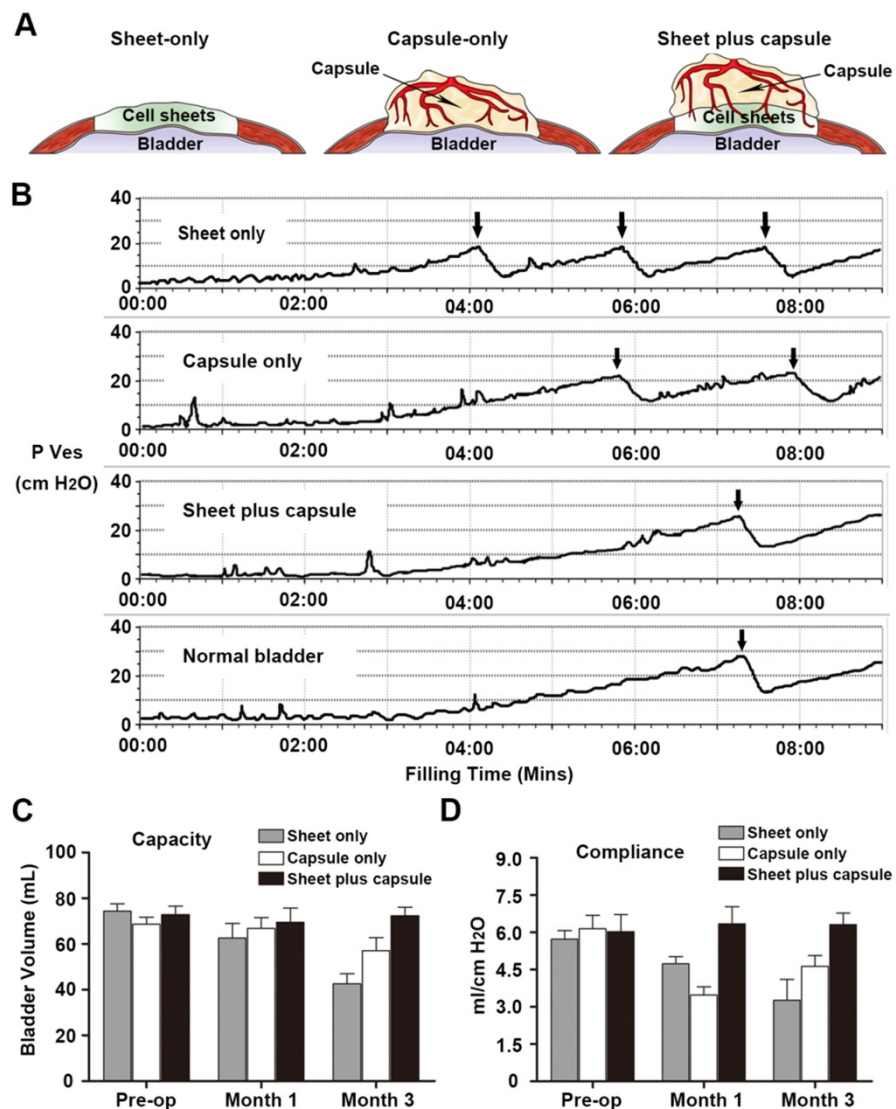 A
Sheet-only
Capsule-only
Sheet plus capsule
Capsule
Capsule
Cell sheets
Cell sheets
Bladder
Bladder
Bladder
B
40
20
0
Sheet only
00:00 02:00 04:00 06:00 08:00
40
20
0
Capsule only
00:00 02:00 04:00 06:00 08:00
P Ves
(cm H2O)
40
20
0
Sheet plus capsule
00:00 02:00 04:00 06:00 08:00
40
20
0
Normal bladder
00:00 02:00 04:00 06:00 08:00
Filling Time (Mins)
C
Capacity
Sheet only
Capsule only
Sheet plus capsule
Bladder Volume (mL)
100
80
60
40
20
0
Pre-op Month 1 Month 3
D
Compliance
Sheet only
Capsule only
Sheet plus capsule
ml/cm H2O
9.0
7.5
6.0
4.5
3.0
1.5
0
Pre-op Month 1 Month 3